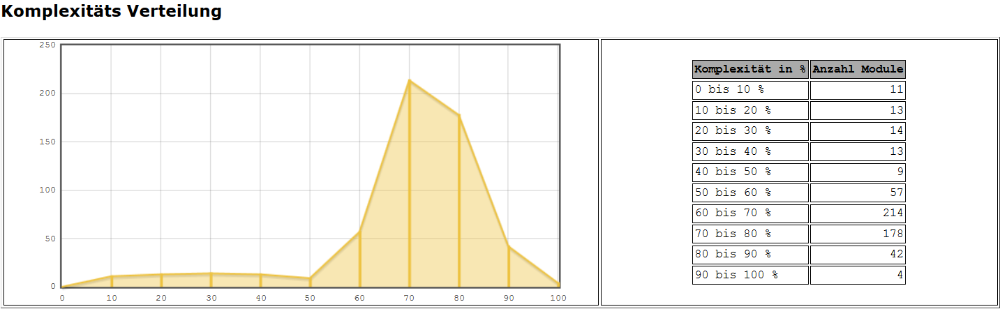 Komplexitäts Verteilung
250
200
150
100
50
0
0 10 20 30 40 50 60 70 80 90 100
Komplexität in % Anzahl Module
0 bis 10 % 11
10 bis 20 % 13
20 bis 30 % 14
30 bis 40 % 13
40 bis 50 % 9
50 bis 60 % 57
60 bis 70 % 214
70 bis 80 % 178
80 bis 90 % 42
90 bis 100 % 4